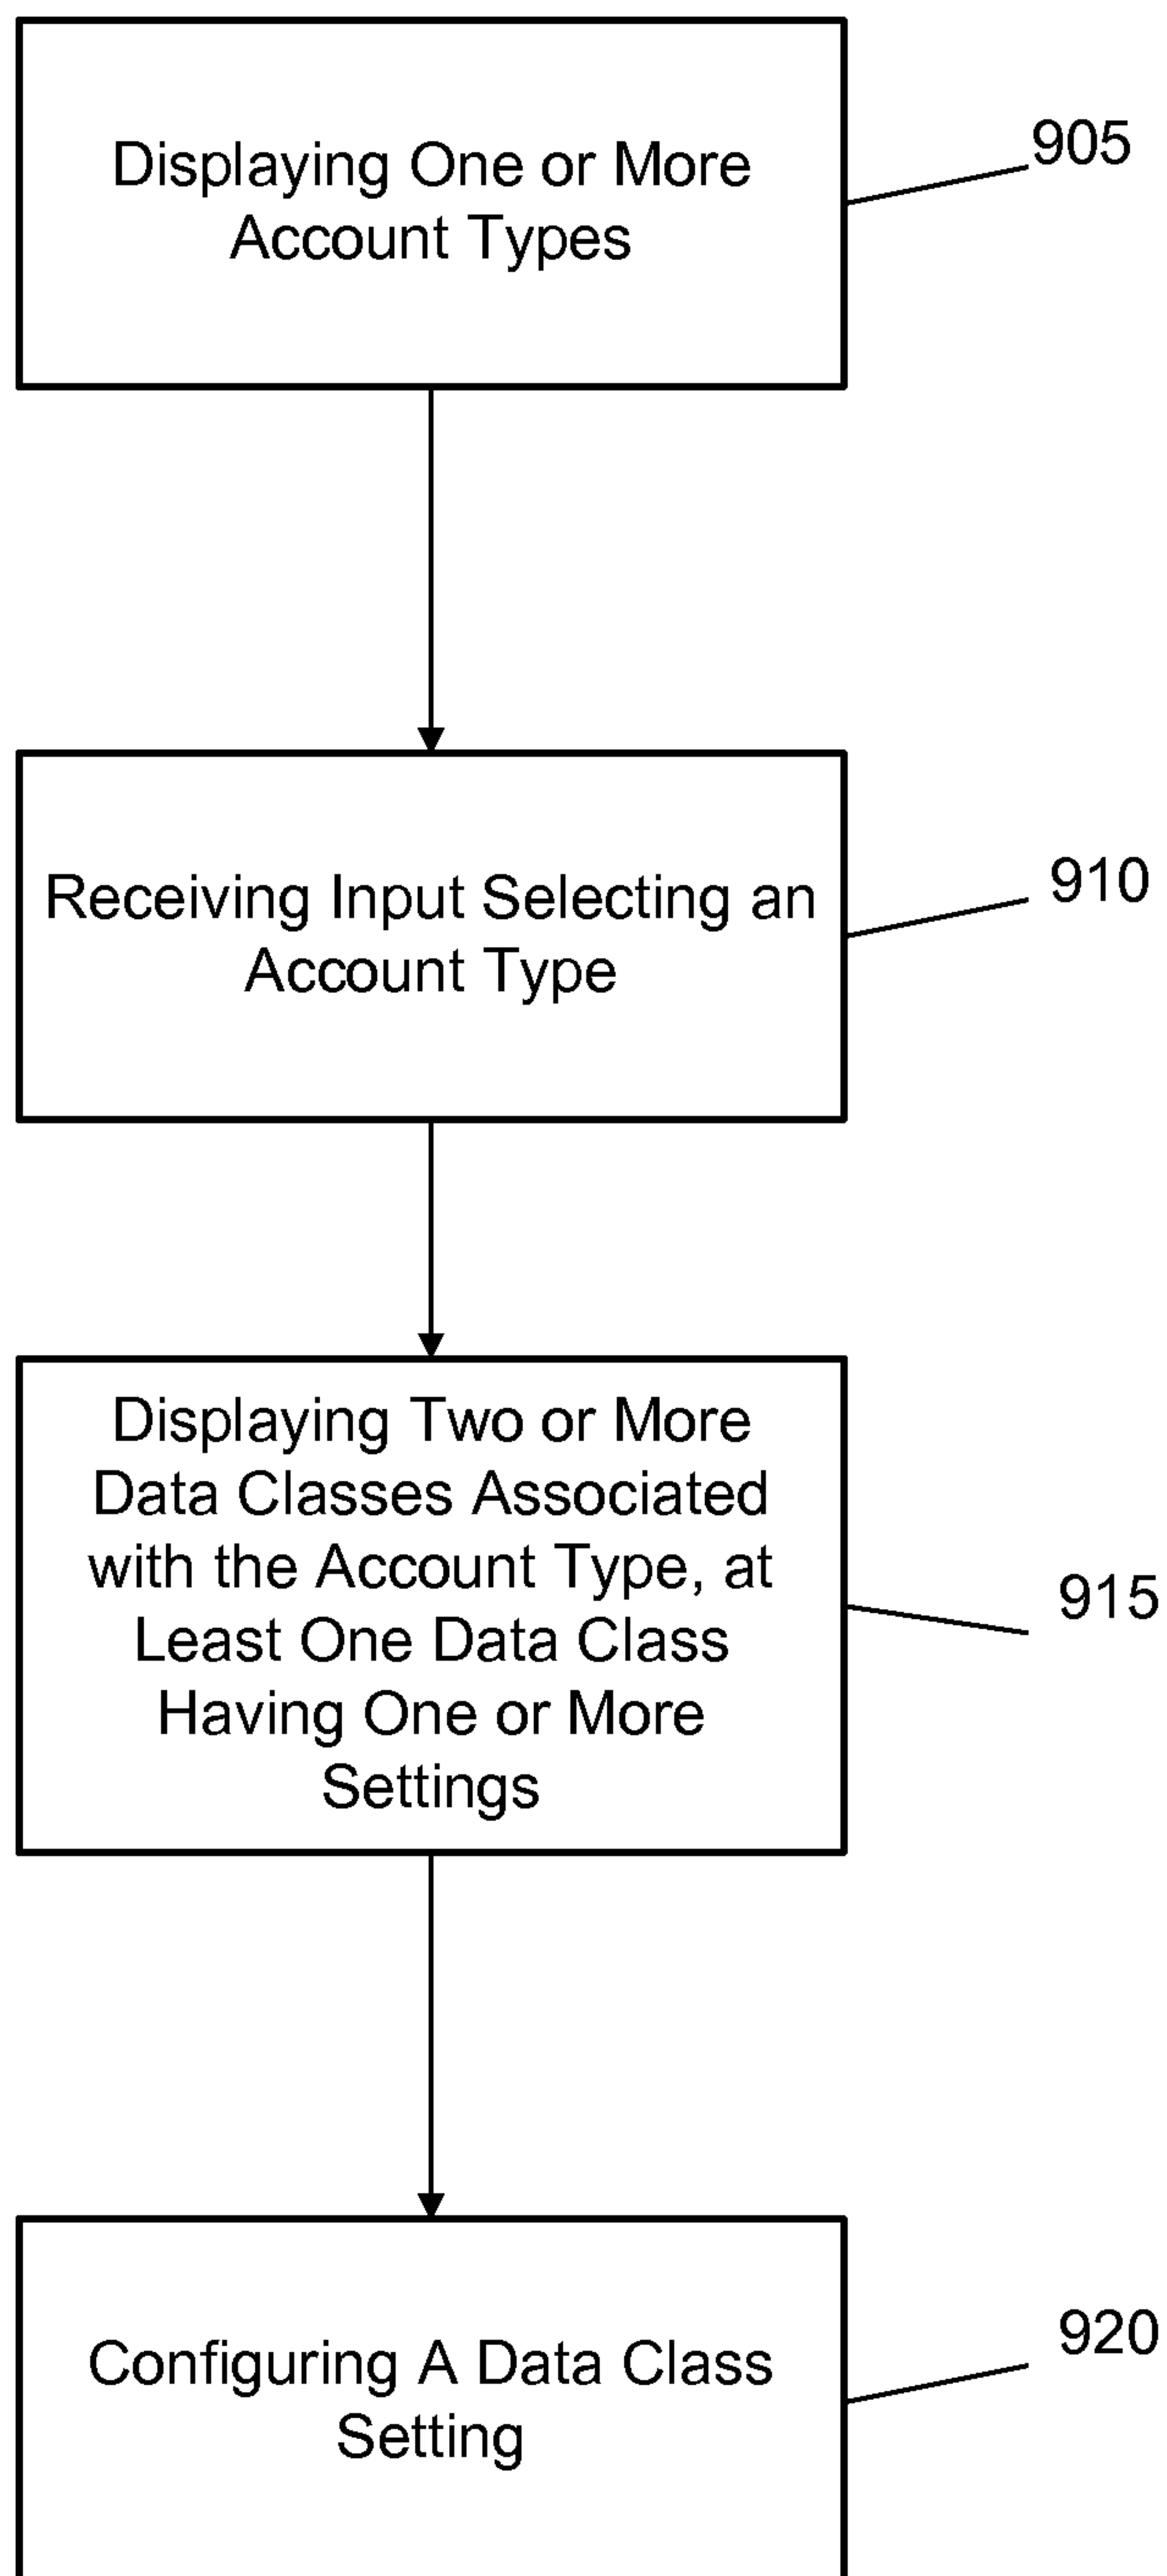 Displaying One or More
Account Types
905
Receiving Input Selecting an
Account Type
910
Displaying Two or More
Data Classes Associated
with the Account Type, at
Least One Data Class
Having One or More
Settings
915
Configuring A Data Class
Setting
920